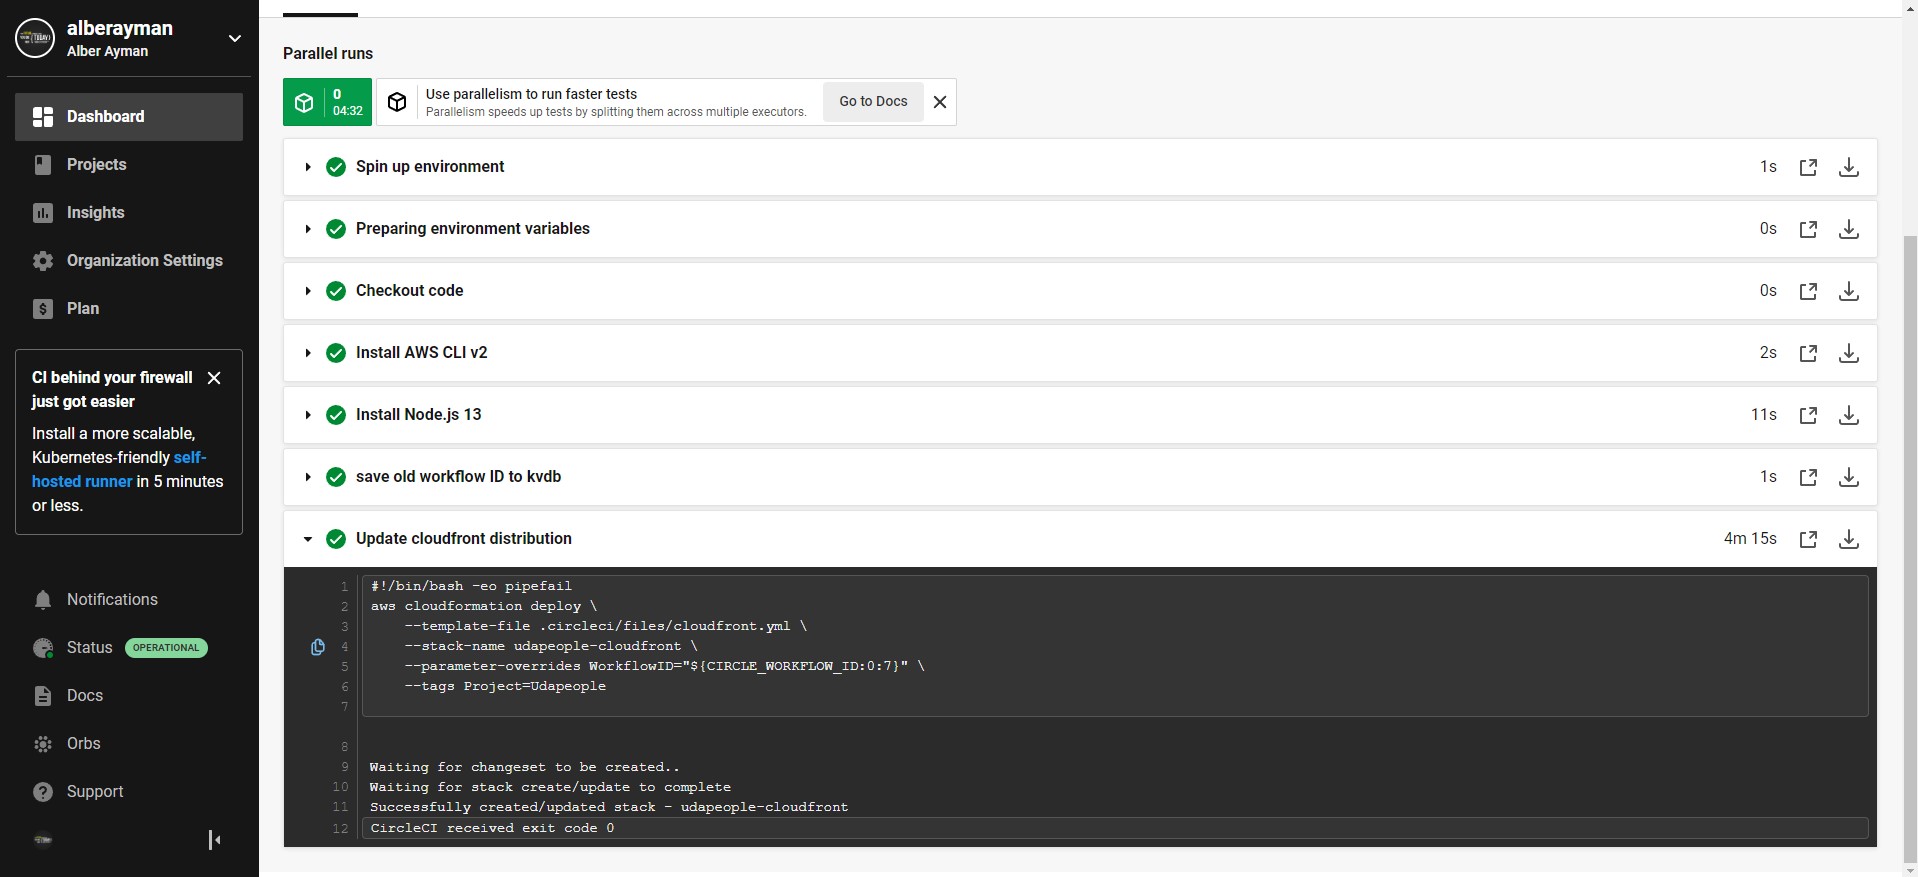 alberayman
Alber Ayman
Dashboard
Projects
Insights
Organization Settings
$ Plan
CI behind your firewall
just got easier
Install a more scalable,
Kubernetes-friendly self-
hosted runner in 5 minutes
or less.
Notifications
Status OPERATIONAL
Docs
Orbs
? Support
Parallel runs
0
04:32
Use parallelism to run faster tests
Parallelism speeds up tests by splitting them across multiple executors.
Go to Docs
Spin up environment 1s
Preparing environment variables 0s
Checkout code 0s
Install AWS CLI v2 2s
Install Node.js 13 11s
save old workflow ID to kvdb 1s
Update cloudfront distribution 4m 15s
1 #!/bin/bash -eo pipefail
2 aws cloudformation deploy \
3 --template-file .circleci/files/cloudfront.yml \
4 --stack-name udapeople-cloudfront \
5 --parameter-overrides WorkflowID="${CIRCLE_WORKFLOW_ID:0:7}" \
6 --tags Project=Udapeople
7
8
9 Waiting for changeset to be created..
10 Waiting for stack create/update to complete
11 Successfully created/updated stack - udapeople-cloudfront
12 CircleCI received exit code 0